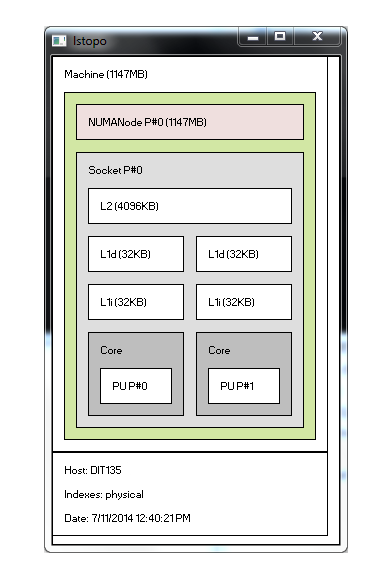 lstopo
Machine (1147MB)
NUMANode P#0 (1147MB)
Socket P#0
L2 (4096KB)
L1d (32KB) L1d (32KB)
L1i (32KB) L1i (32KB)
Core Core
PU P#0 PU P#1
Host: DIT135
Indexes: physical
Date: 7/11/2014 12:40:21 PM